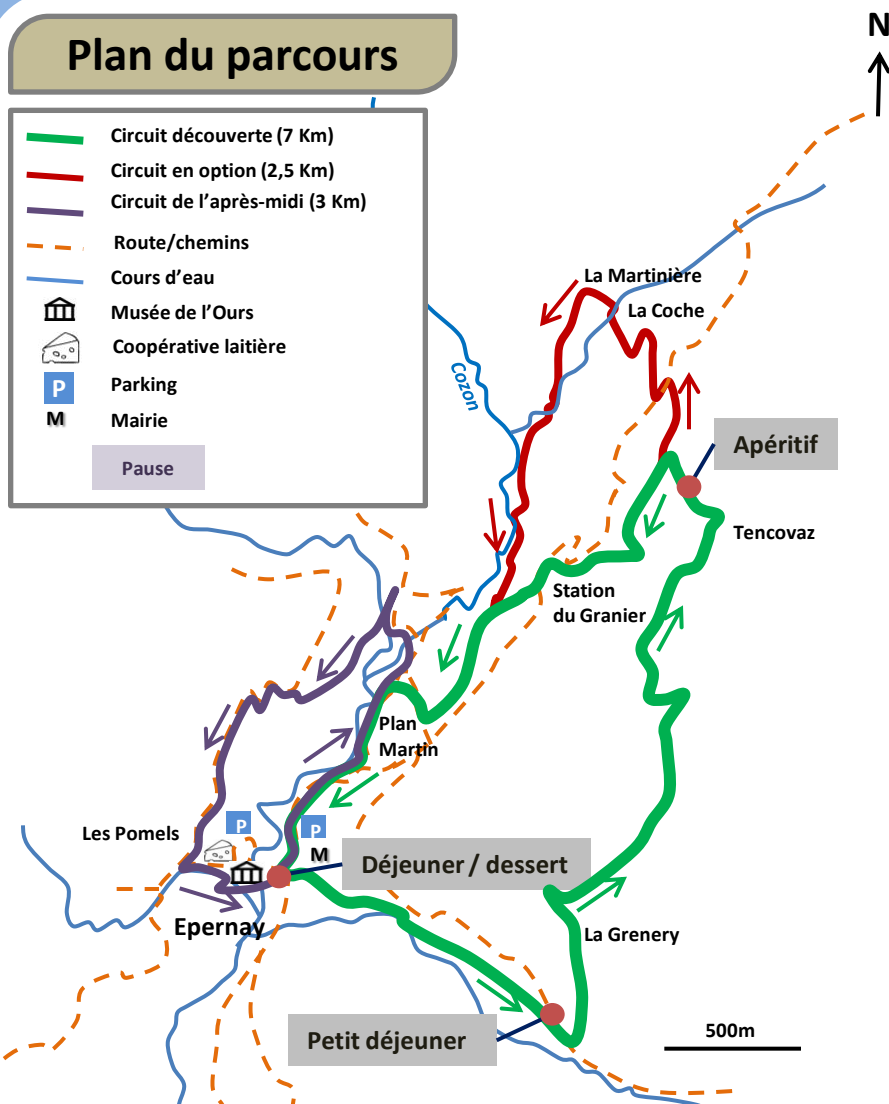 Plan du parcours
N
Circuit découverte (7 Km)
Circuit en option (2,5 Km)
Circuit de l’après-midi (3 Km)
Route/chemins
Cours d’eau
Musée de l’Ours
Coopérative laitière
P Parking
M Mairie
Pause
La Martinière
La Coche
Cozon
Apéritif
Tencovaz
Station
du Granier
Plan
Martin
Les Pomels
P
P
M
Déjeuner / dessert
Epernay
La Grenery
Petit déjeuner
500m